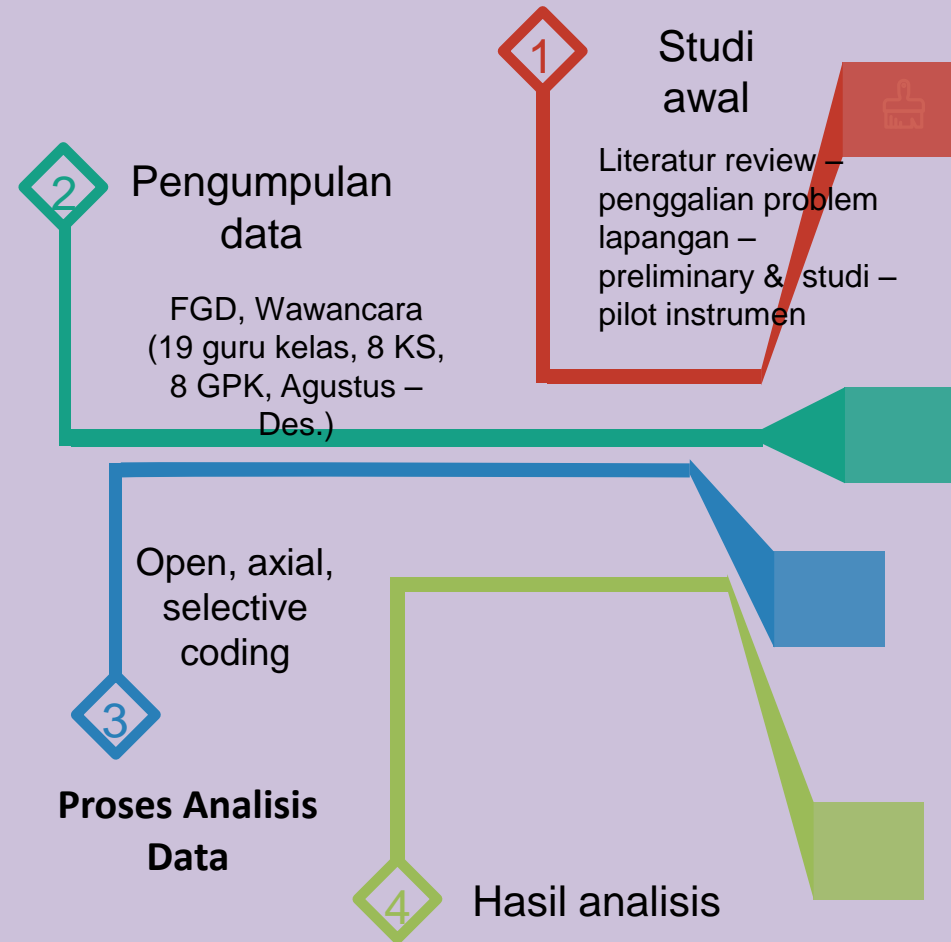 1
Studi
awal
Literatur review –
penggalian problem
lapangan –
preliminary & studi –
pilot instrumen
2
Pengumpulan
data
FGD, Wawancara
(19 guru kelas, 8 KS,
8 GPK, Agustus –
Des.)
Open, axial,
selective
coding
3
Proses Analisis
Data
4
Hasil analisis